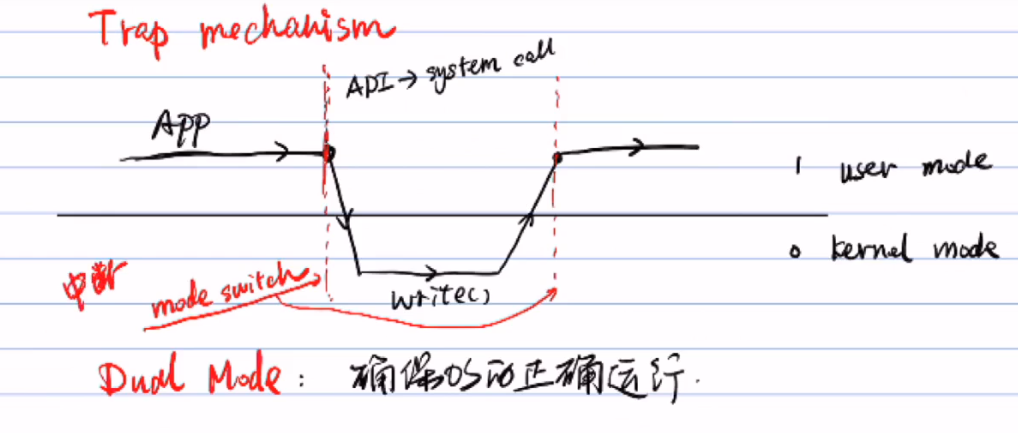 Trap mechanism
API → system call
App
1 user mode
0 kernel mode
中断
mode switch
write()
Dual Mode: 确保OS的正确运行.